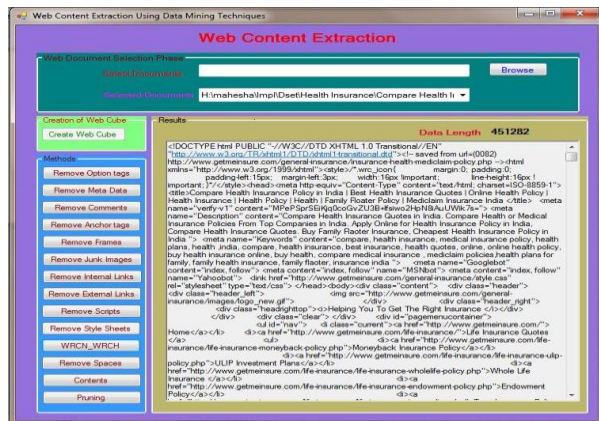 Web Content Extraction Using Data Mining Techniques
Web Content Extraction
Web Document Selection Phase
Select Documents
Browse
Selected Documents
H:\mahesha\Impl\Dset\Health Insurance\Compare Health Ir
Creation of Web Cube
Create Web Cube
Methods
Remove Option tags
Remove Meta Data
Remove Comments
Remove Anchor tags
Remove Frames
Remove Junk Images
Remove Internal Links
Remove External Links
Remove Scripts
Remove Style Sheets
WRCN_WRCH
Remove Spaces
Contents
Pruning
Results
Data Length 451282
<!DOCTYPE html PUBLIC "-//W3C//DTD XHTML 1.0 Transitional//EN"
"http://www.w3.org/TR/xhtml1/DTD/xhtml1-transitional.dtd"><!-- saved from url=(0082)
http://www.getmeinsure.com/general-insurance/insurance-health-mediclaim-policy.php --><html
xmlns="http://www.w3.org/1999/xhtml"><style>/*.wrc_icon{ margin:0; padding:0;
padding-left:15px; margin-left:3px; width:16px !important; line-height:16px !
important; }*/</style><head><meta http-equiv="Content-Type" content="text/html; charset=ISO-8859-1">
<title>Compare Health Insurance Policy in India | Best Health Insurance Quotes | Online Health Policy |
Health Insurance | Health Policy | Health | Family Floater Policy | Mediclaim Insurance India </title> <meta
name="verify-v1" content= <meta
name="Description" content="Compare Health Insurance Quotes in India. Compare Health or Medical
Insurance Policies From Top Companies in India. Apply Online for Health Insurance Policy in India,
Compare Health Insurance Quotes. Buy Family Floater Insurance, Cheapest Health Insurance Policy in
India "> <meta name="Keywords" content="compare, health insurance, medical insurance policy, health
plans, health ,india, compare, health insurance, best insurance, health quotes, online, online health policy,
buy health insurance online, buy health, compare medical insurance , mediclaim policies,health plans for
family, family health insurance, family flaoter, insurance india "> <meta name="Googlebot"
content="index, follow"> <meta content="index, follow" name="MSNbot"> <meta content="index, follow"
name="Yahoobot"> <link href="http://www.getmeinsure.com/general-insurance/style.css"
rel="stylesheet" type="text/css"> </head><body><div class="content"> <div class="header">
<div class="header_left"> <img src="http://www.getmeinsure.com/general-
insurance/images/logo_new.gif"> </div> <div class="header_right">
<div class="headrighttop"><i>Helping You To Get The Right Insurance </i></div>
</div> <div class="clear"> </div> <div id="pagemenucontainer">
<ul id="nav"> <li class="current"><a href="http://www.getmeinsure.com/">
Home</a></li> <li><a href="http://www.getmeinsure.com/life-insurance/">Life Insurance Quotes
</a> <ul> <li><a href="http://www.getmeinsure.com/life-
insurance/life-insurance-moneyback-policy.php">Moneyback Insurance Policy</a></li>
<li><a href="http://www.getmeinsure.com/life-insurance/life-insurance-ulip-
policy.php">ULIP Investment Plans</a></li> <li><a
href="http://www.getmeinsure.com/life-insurance/life-insurance-wholelife-policy.php">Whole Life
Insurance </a></li> <li><a
href="http://www.getmeinsure.com/life-insurance/life-insurance-endowment-policy.php">Endowment
Policy</a></li> <li><a